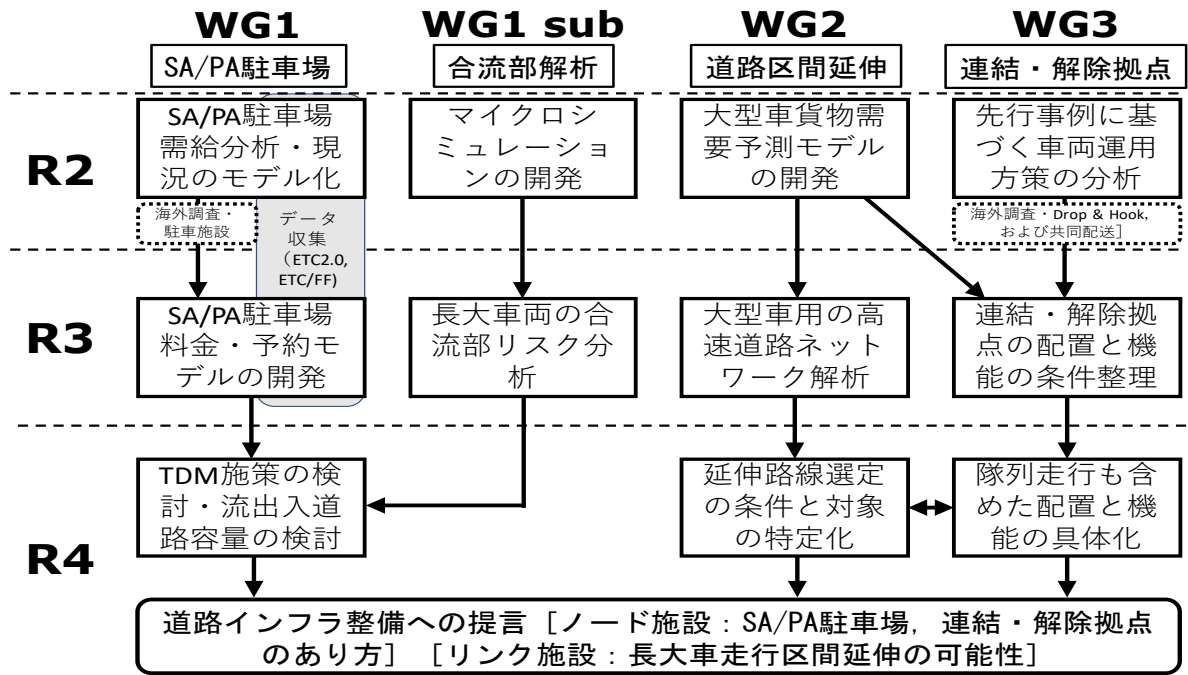 WG1
WG1 sub
WG2
WG3
SA/PA駐車場
合流部解析
道路区間延伸
連結・解除拠点
R2
SA/PA駐車場
需給分析・現
況のモデル化
マイクロシ
ミュレーショ
ンの開発
大型車貨物需
要予測モデル
の開発
先行事例に基
づく車両運用
方策の分析
海外調査・
駐車施設
データ
収集
（ETC2.0,
ETC/FF)
海外調査・Drop & Hook,
および共同配送］
R3
SA/PA駐車場
料金・予約モ
デルの開発
長大車両の合
流部リスク分
析
大型車用の高
速道路ネット
ワーク解析
連結・解除拠
点の配置と機
能の条件整理
R4
TDM施策の検
討・流出入道
路容量の検討
延伸路線選定
の条件と対象
の特定化
隊列走行も含
めた配置と機
能の具体化
道路インフラ整備への提言［ノード施設：SA/PA駐車場，連結・解除拠点
のあり方］［リンク施設：長大車走行区間延伸の可能性］